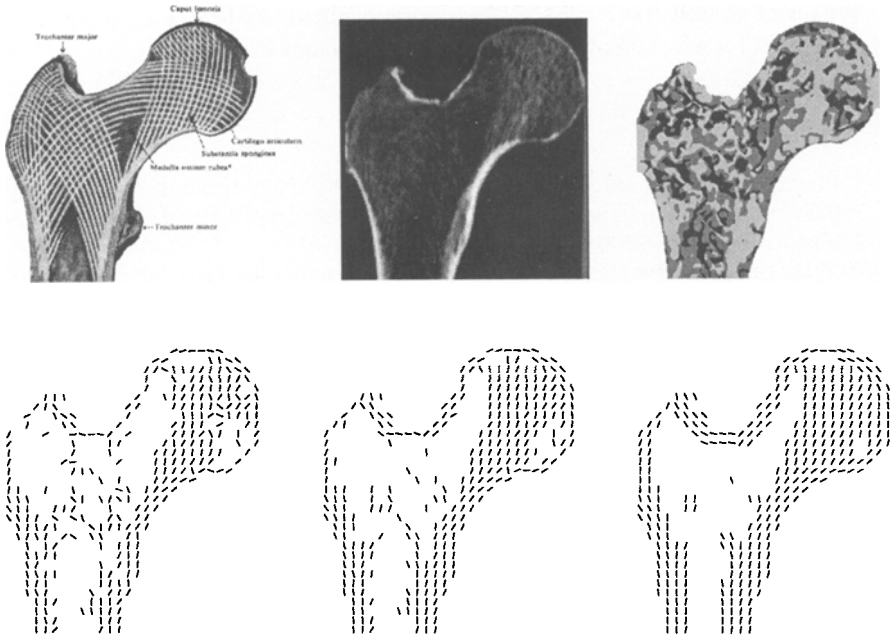 Caput femoris
Trochanter major
Cartilago articularis
Substantia spongiosa
Medulla ossium rubra*
Trochanter minor